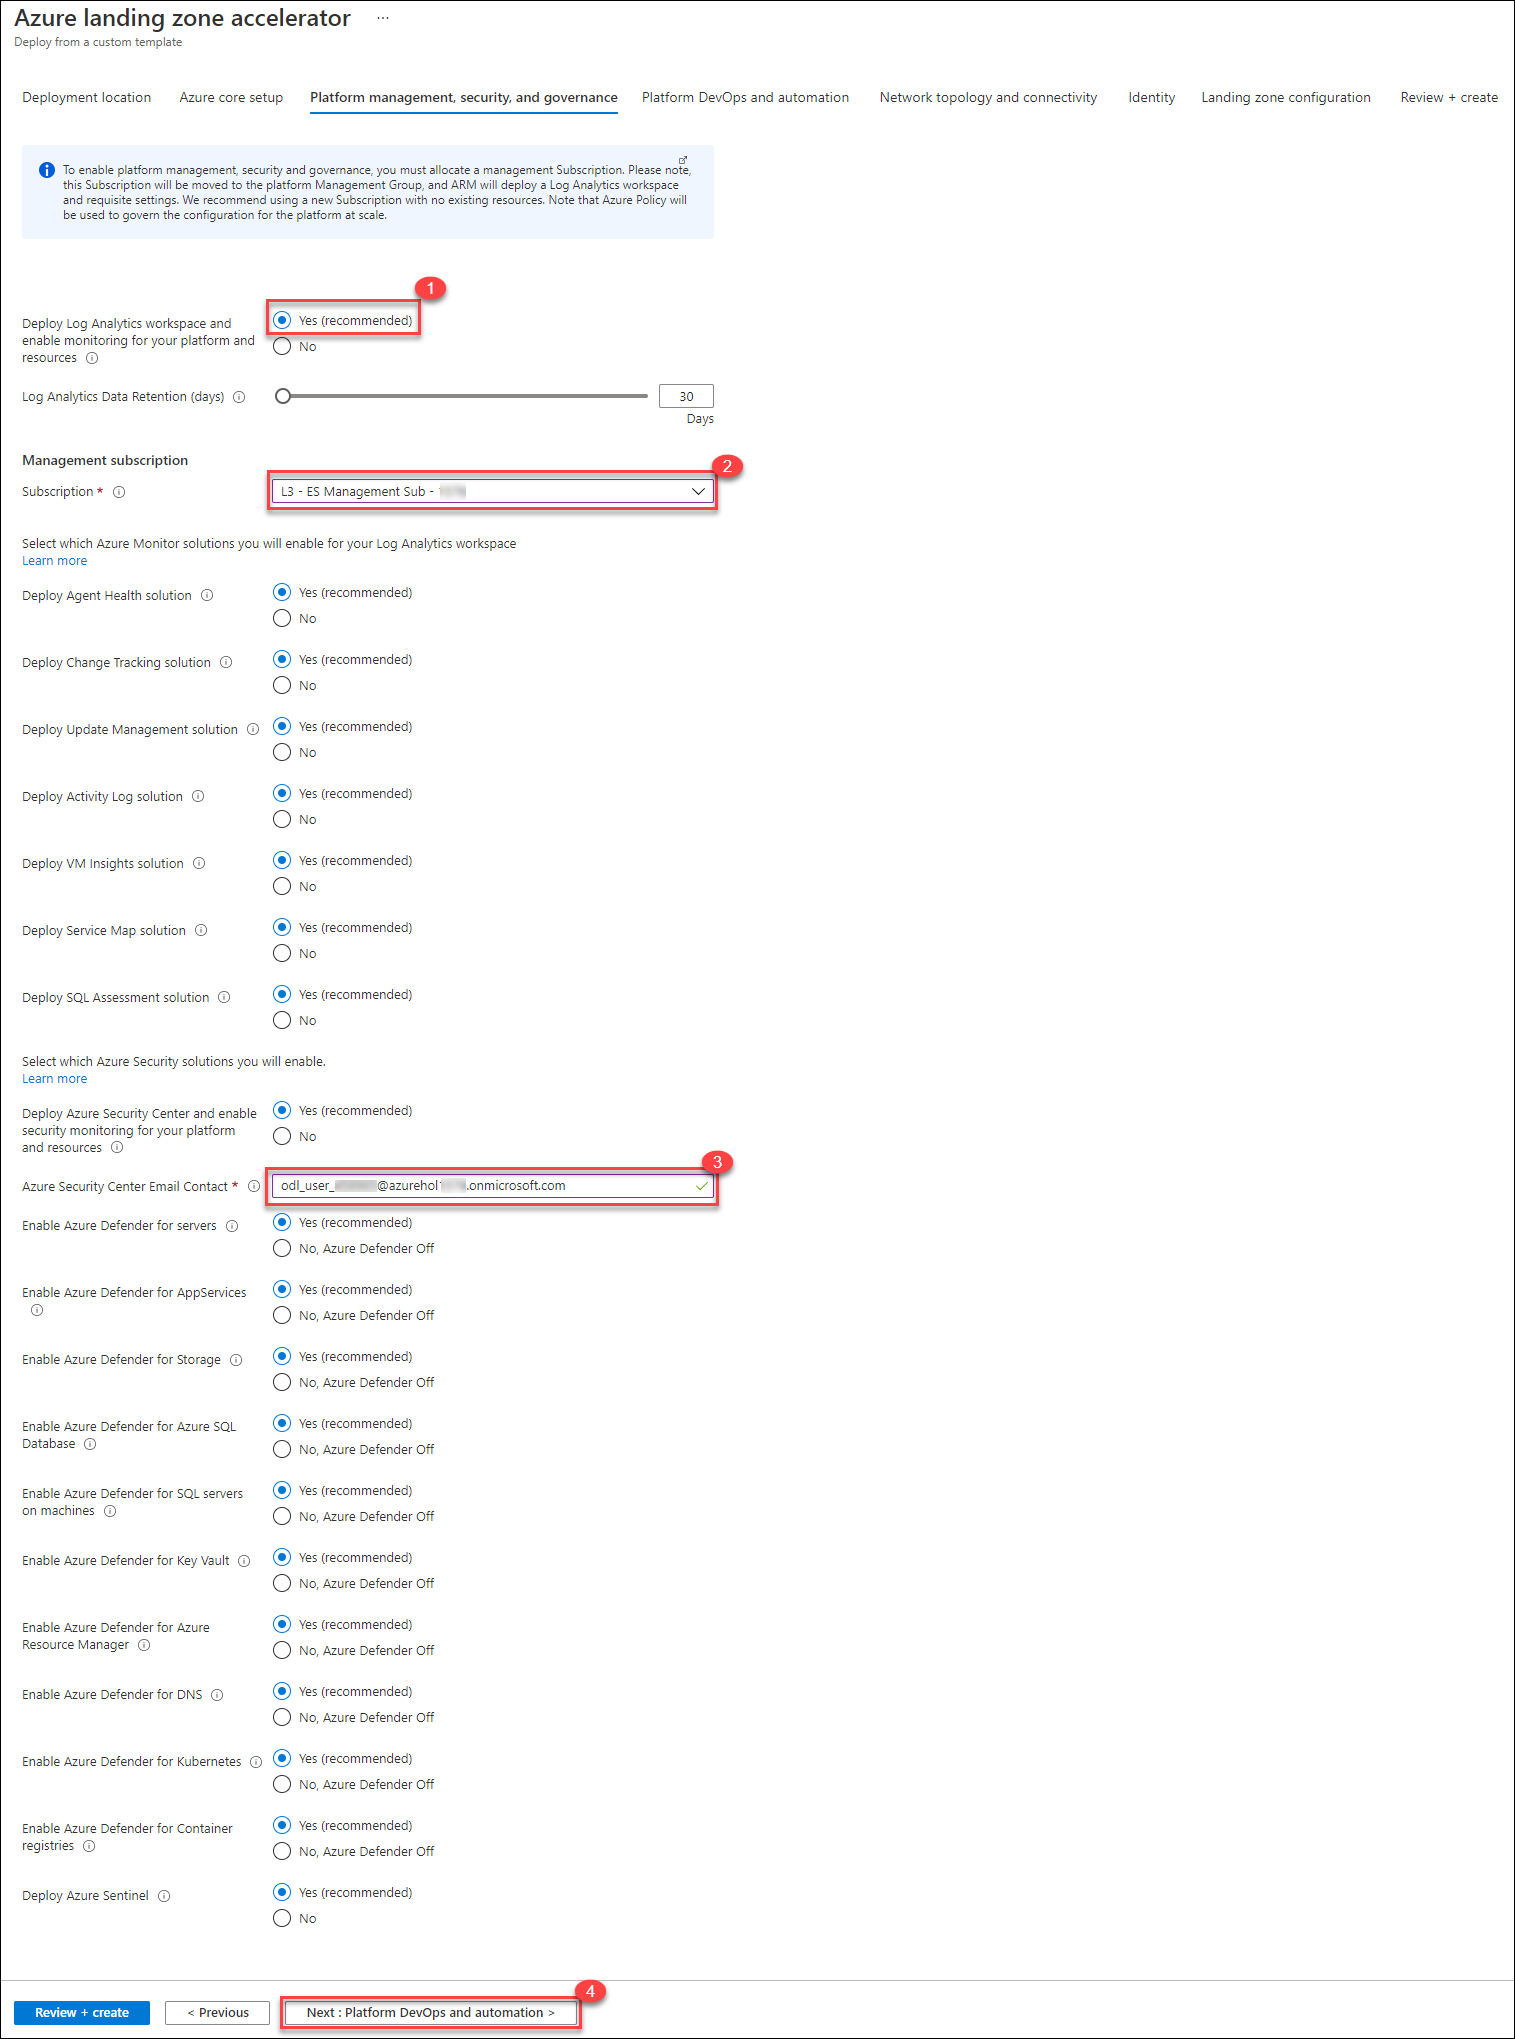 Azure landing zone accelerator ...
Deploy from a custom template
Deployment location Azure core setup Platform management, security, and governance Platform DevOps and automation Network topology and connectivity Identity Landing zone configuration Review + create
To enable platform management, security and governance, you must allocate a management Subscription. Please note,
this Subscription will be moved to the platform Management Group, and ARM will deploy a Log Analytics workspace
and requisite settings. We recommend using a new Subscription with no existing resources. Note that Azure Policy will
be used to govern the configuration for the platform at scale.
1
Deploy Log Analytics workspace and
enable monitoring for your platform and
resources
Yes (recommended)
No
Log Analytics Data Retention (days)
30
Days
Management subscription
2
Subscription *
L3 - ES Management Sub -
Select which Azure Monitor solutions you will enable for your Log Analytics workspace
Learn more
Deploy Agent Health solution
Yes (recommended)
No
Deploy Change Tracking solution
Yes (recommended)
No
Deploy Update Management solution
Yes (recommended)
No
Deploy Activity Log solution
Yes (recommended)
No
Deploy VM Insights solution
Yes (recommended)
No
Deploy Service Map solution
Yes (recommended)
No
Deploy SQL Assessment solution
Yes (recommended)
No
Select which Azure Security solutions you will enable.
Learn more
Deploy Azure Security Center and enable
security monitoring for your platform
and resources
Yes (recommended)
No
3
Azure Security Center Email Contact *
odl_user_ @azurehol .onmicrosoft.com
Enable Azure Defender for servers
Yes (recommended)
No, Azure Defender Off
Enable Azure Defender for AppServices
Yes (recommended)
No, Azure Defender Off
Enable Azure Defender for Storage
Yes (recommended)
No, Azure Defender Off
Enable Azure Defender for Azure SQL
Database
Yes (recommended)
No, Azure Defender Off
Enable Azure Defender for SQL servers
on machines
Yes (recommended)
No, Azure Defender Off
Enable Azure Defender for Key Vault
Yes (recommended)
No, Azure Defender Off
Enable Azure Defender for Azure
Resource Manager
Yes (recommended)
No, Azure Defender Off
Enable Azure Defender for DNS
Yes (recommended)
No, Azure Defender Off
Enable Azure Defender for Kubernetes
Yes (recommended)
No, Azure Defender Off
Enable Azure Defender for Container
registries
Yes (recommended)
No, Azure Defender Off
Deploy Azure Sentinel
Yes (recommended)
No
4
Review + create < Previous Next : Platform DevOps and automation >